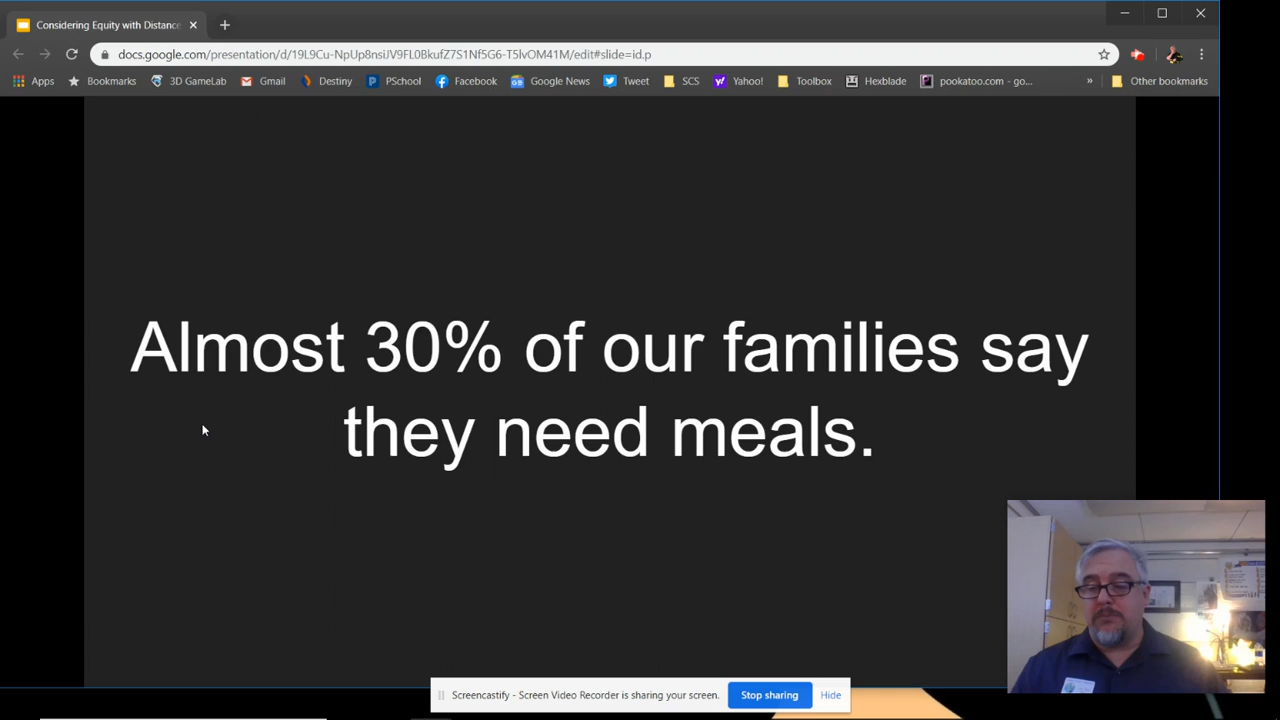 Considering Equity with Distance
docs.google.com/presentation/d/19L9Cu-NpUp8nsiJV9FL0BkufZ7S1Nf5G6-T5lvOM41M/edit#slide=id.p
Apps Bookmarks 3D GameLab Gmail Destiny PSchool Facebook Google News Tweet SCS Yahoo! Toolbox Hexblade pookatoo.com - go... » Other bookmarks
Almost 30% of our families say
they need meals.
Screencastify - Screen Video Recorder is sharing your screen. Stop sharing Hide